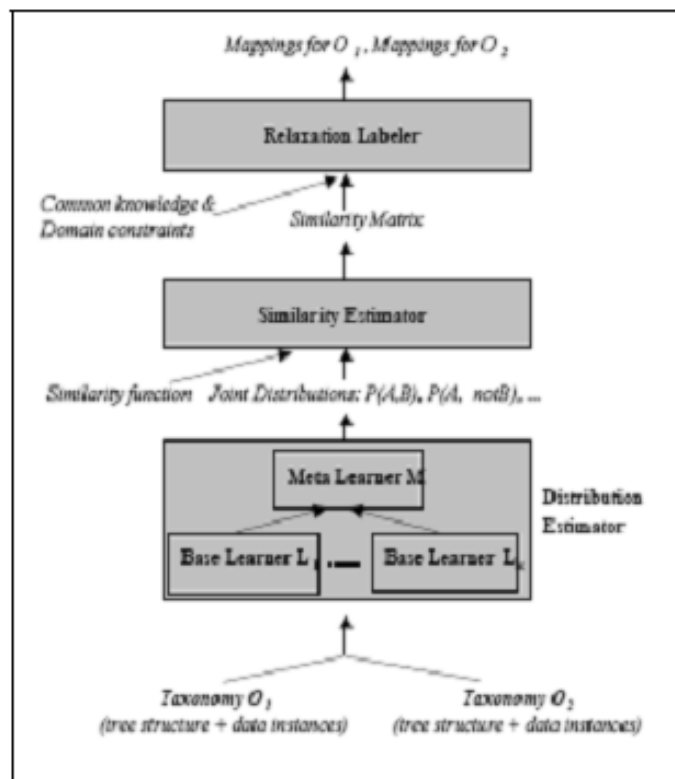 Mappings for O 1 , Mappings for O 2
Relaxation Labeler
Common knowledge &
Domain constraints
Similarity Matrix
Similarity Estimator
Similarity function
Joint Distributions: P(A,B), P(A, notB), ...
Meta Learner M
Distribution
Estimator
Base Learner L
Base Learner L k
Taxonomy O 1
(tree structure + data instances)
Taxonomy O 2
(tree structure + data instances)